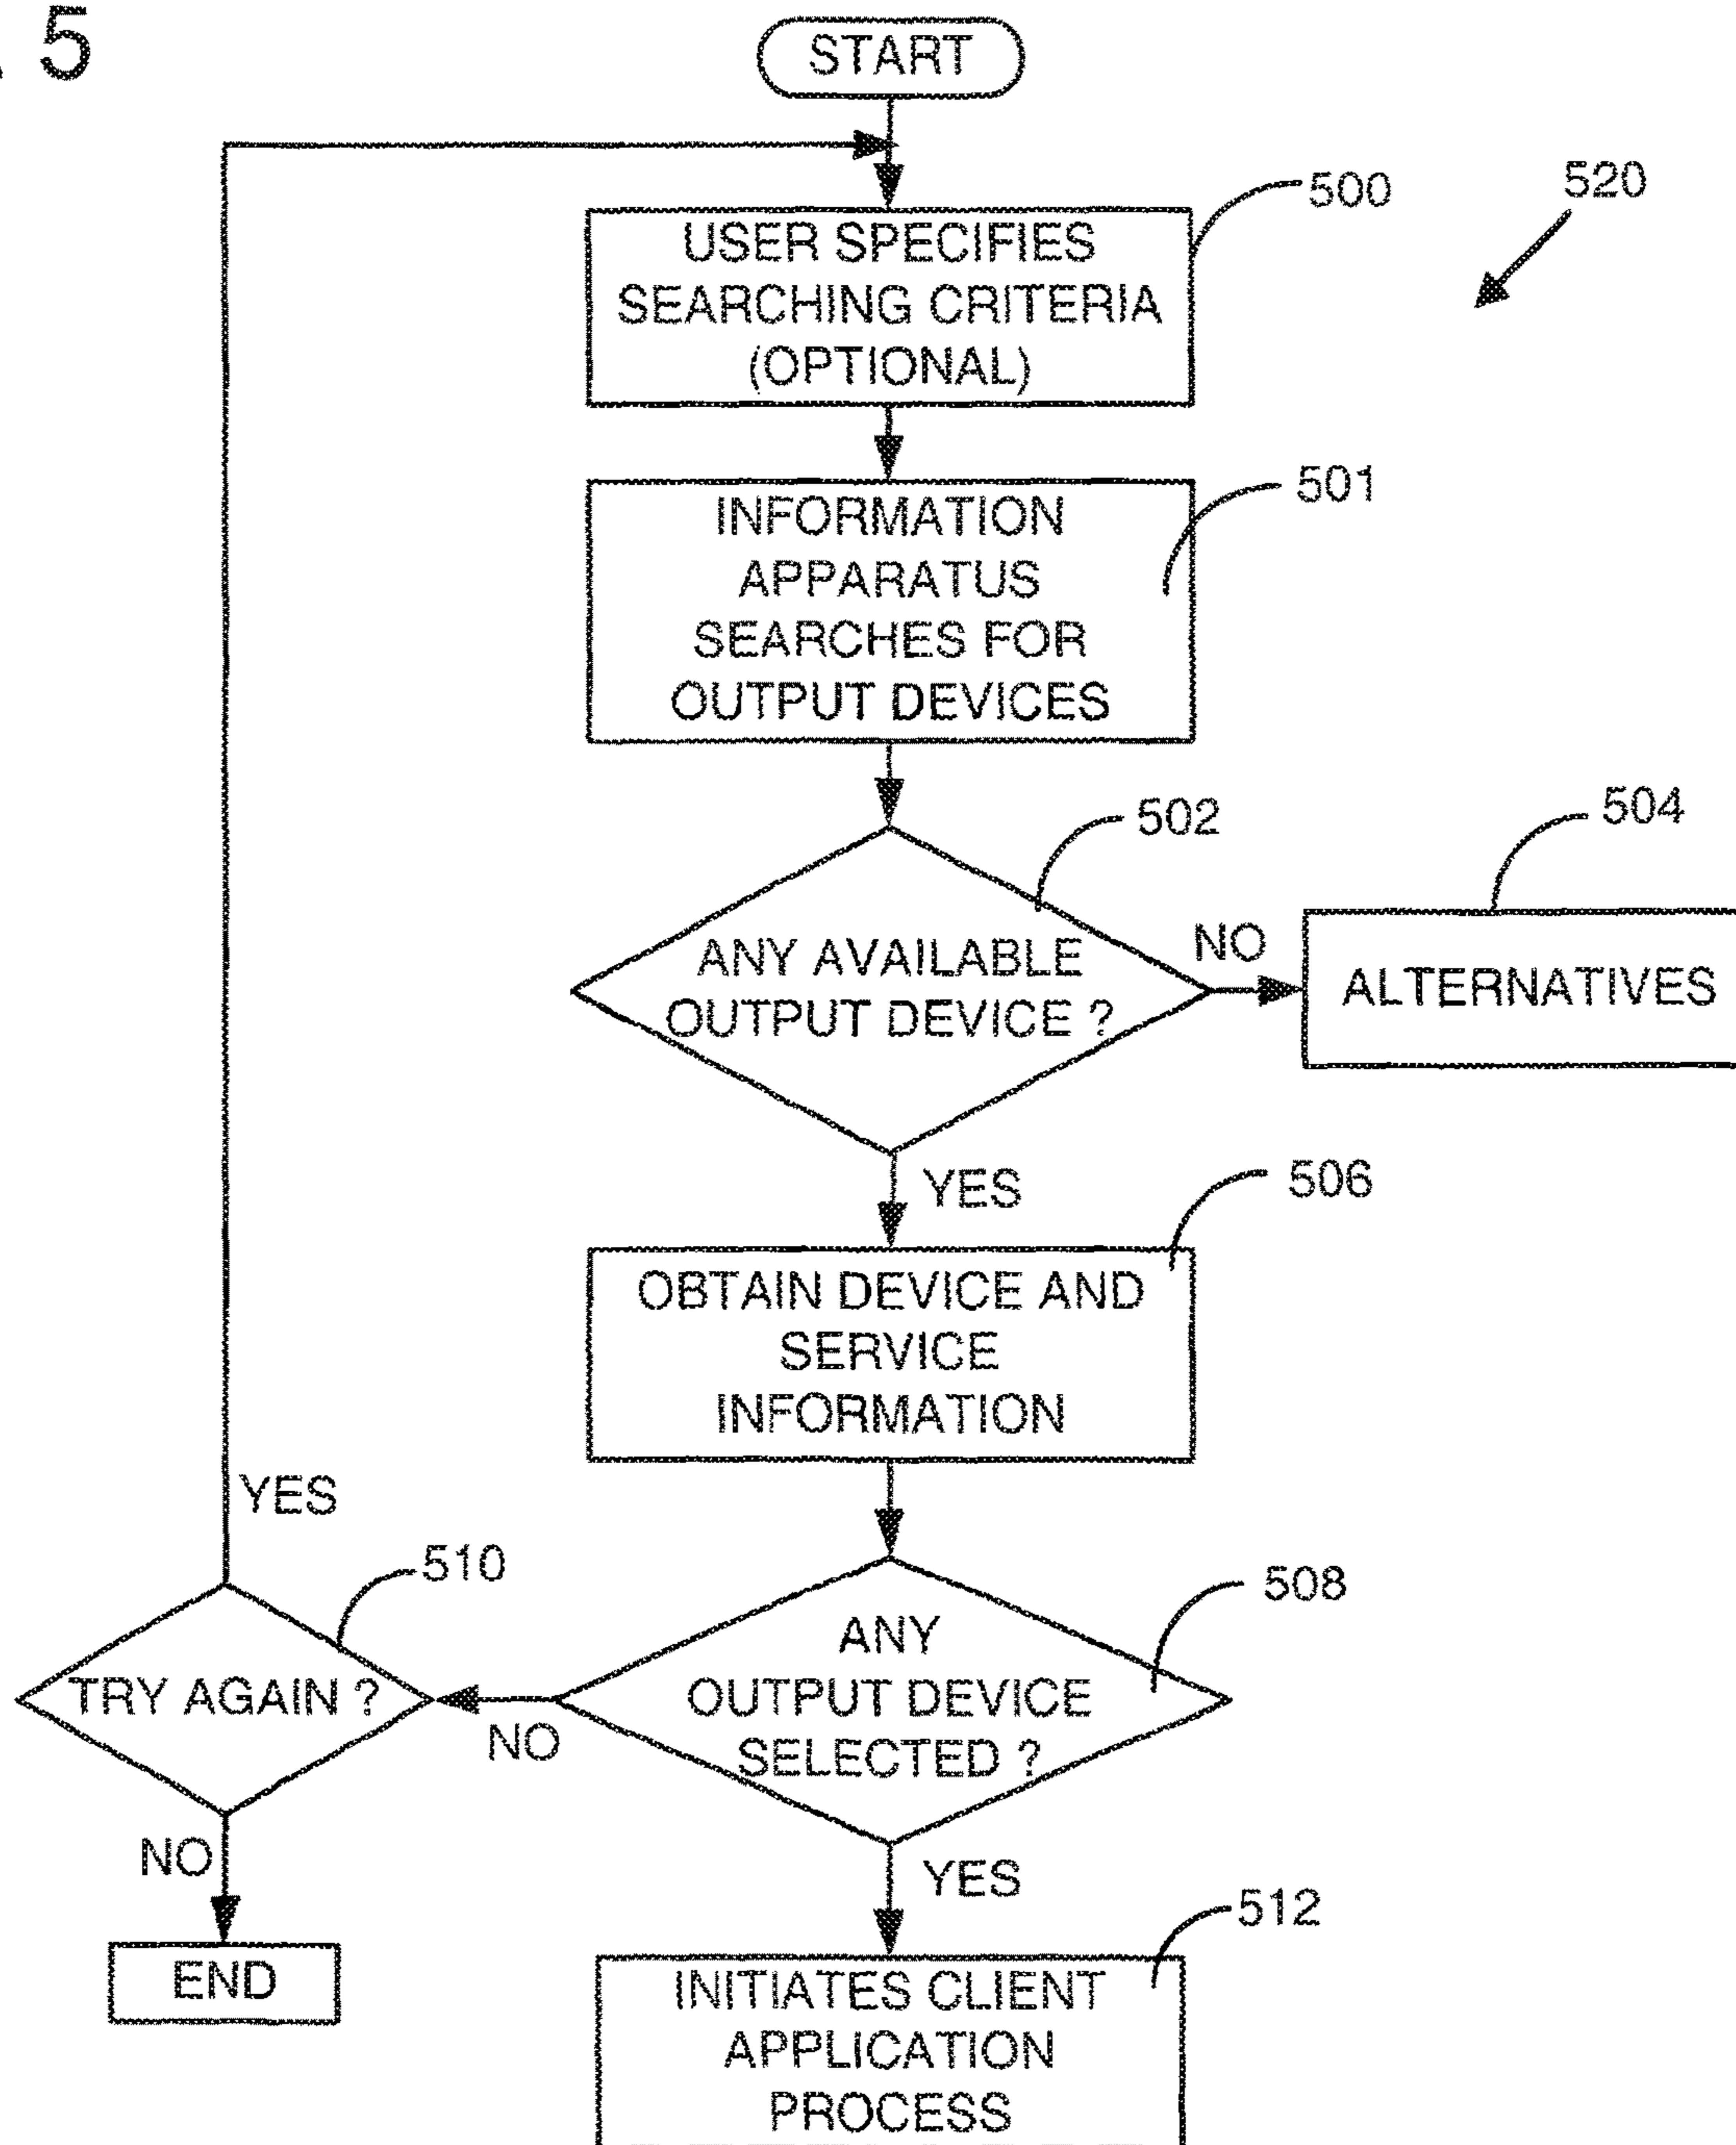 5
START
520
500
USER SPECIFIES
SEARCHING CRITERIA
(OPTIONAL)
501
INFORMATION
APPARATUS
SEARCHES FOR
OUTPUT DEVICES
502
504
ANY AVAILABLE
OUTPUT DEVICE ?
NO
ALTERNATIVES
YES
506
OBTAIN DEVICE AND
SERVICE
INFORMATION
YES
510
508
TRY AGAIN ?
NO
ANY
OUTPUT DEVICE
SELECTED ?
NO
YES
END
512
INITIATES CLIENT
APPLICATION
PROCESS